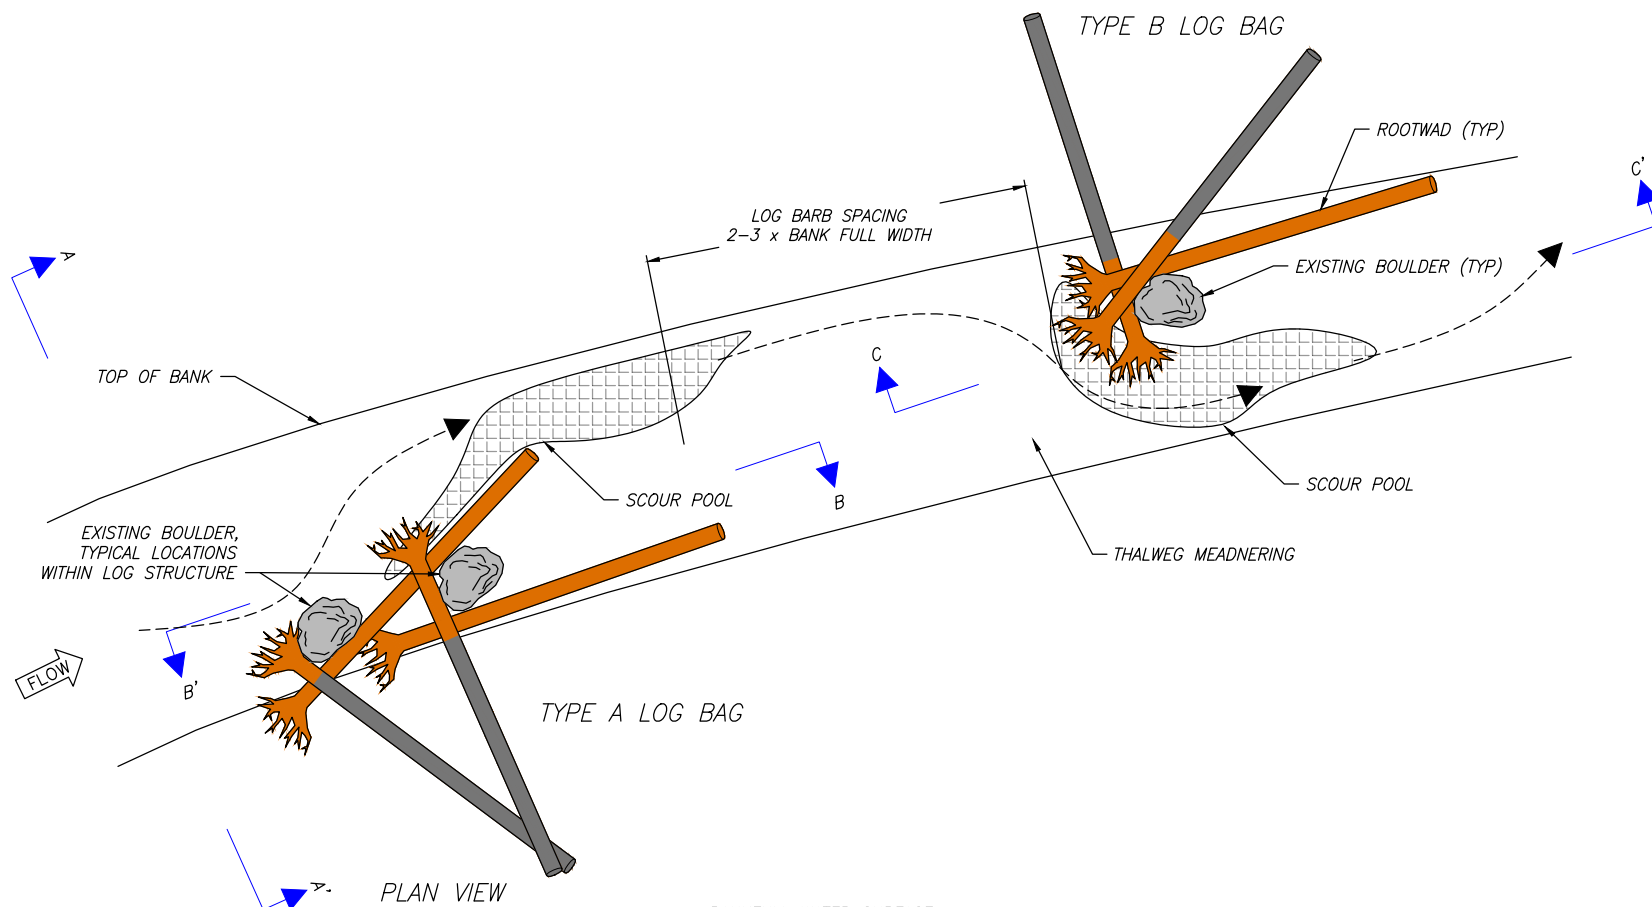 TYPE B LOG BAG
ROOTWAD (TYP)
C'
LOG BARB SPACING
2-3 x BANK FULL WIDTH
A
EXISTING BOULDER (TYP)
C
TOP OF BANK
SCOUR POOL
SCOUR POOL
B
EXISTING BOULDER,
TYPICAL LOCATIONS
WITHIN LOG STRUCTURE
THALWEG MEADNERING
FLOW
B'
TYPE A LOG BAG
A'
PLAN VIEW